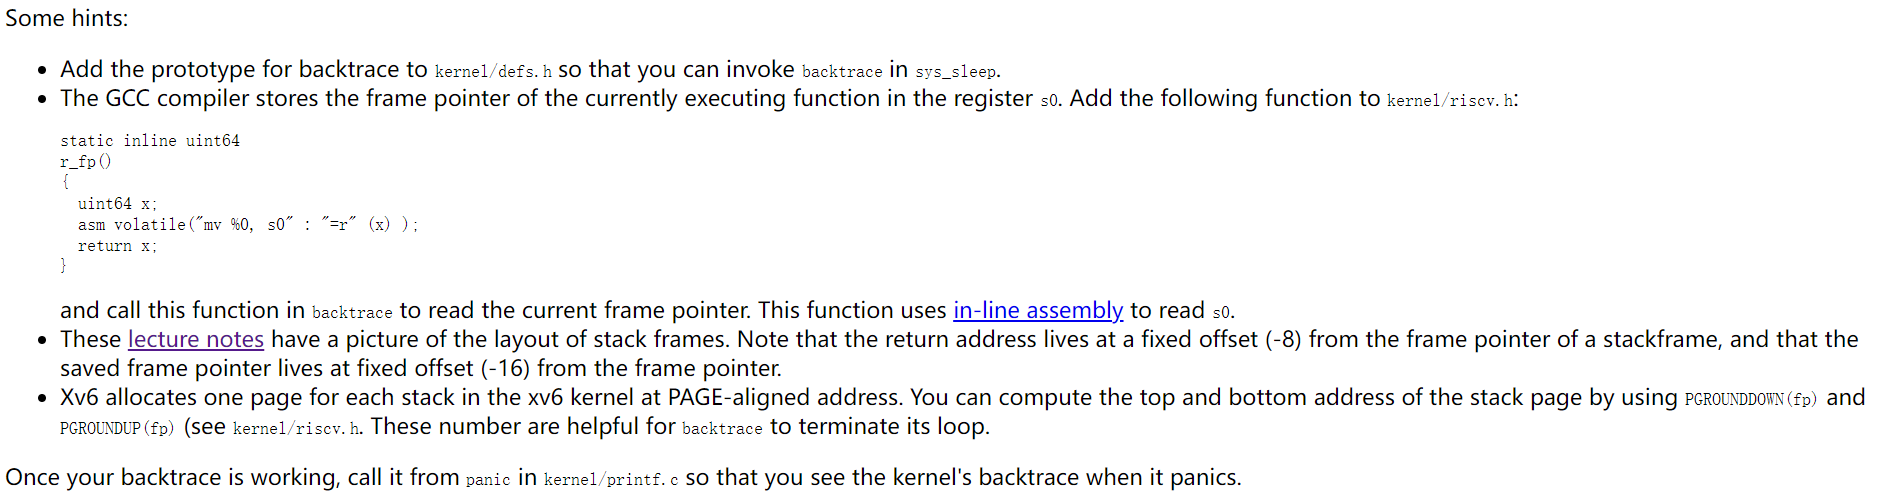 Some hints:
• Add the prototype for backtrace to kernel/defs.h so that you can invoke backtrace in sys_sleep.
• The GCC compiler stores the frame pointer of the currently executing function in the register s0. Add the following function to kernel/riscv.h:
static inline uint64
r_fp()
{
  uint64 x;
  asm volatile("mv %0, s0" : "=r" (x) );
  return x;
}
and call this function in backtrace to read the current frame pointer. This function uses in-line assembly to read s0.
• These lecture notes have a picture of the layout of stack frames. Note that the return address lives at a fixed offset (-8) from the frame pointer of a stackframe, and that the
saved frame pointer lives at fixed offset (-16) from the frame pointer.
• Xv6 allocates one page for each stack in the xv6 kernel at PAGE-aligned address. You can compute the top and bottom address of the stack page by using PGROUNDDOWN(fp) and
PGROUNDUP(fp) (see kernel/riscv.h. These number are helpful for backtrace to terminate its loop.
Once your backtrace is working, call it from panic in kernel/printf.c so that you see the kernel's backtrace when it panics.